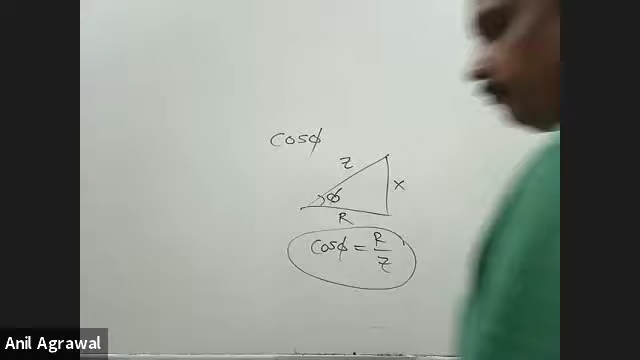 cosφ
Z
X
φ
R
cosφ = R/Z
Anil Agrawal